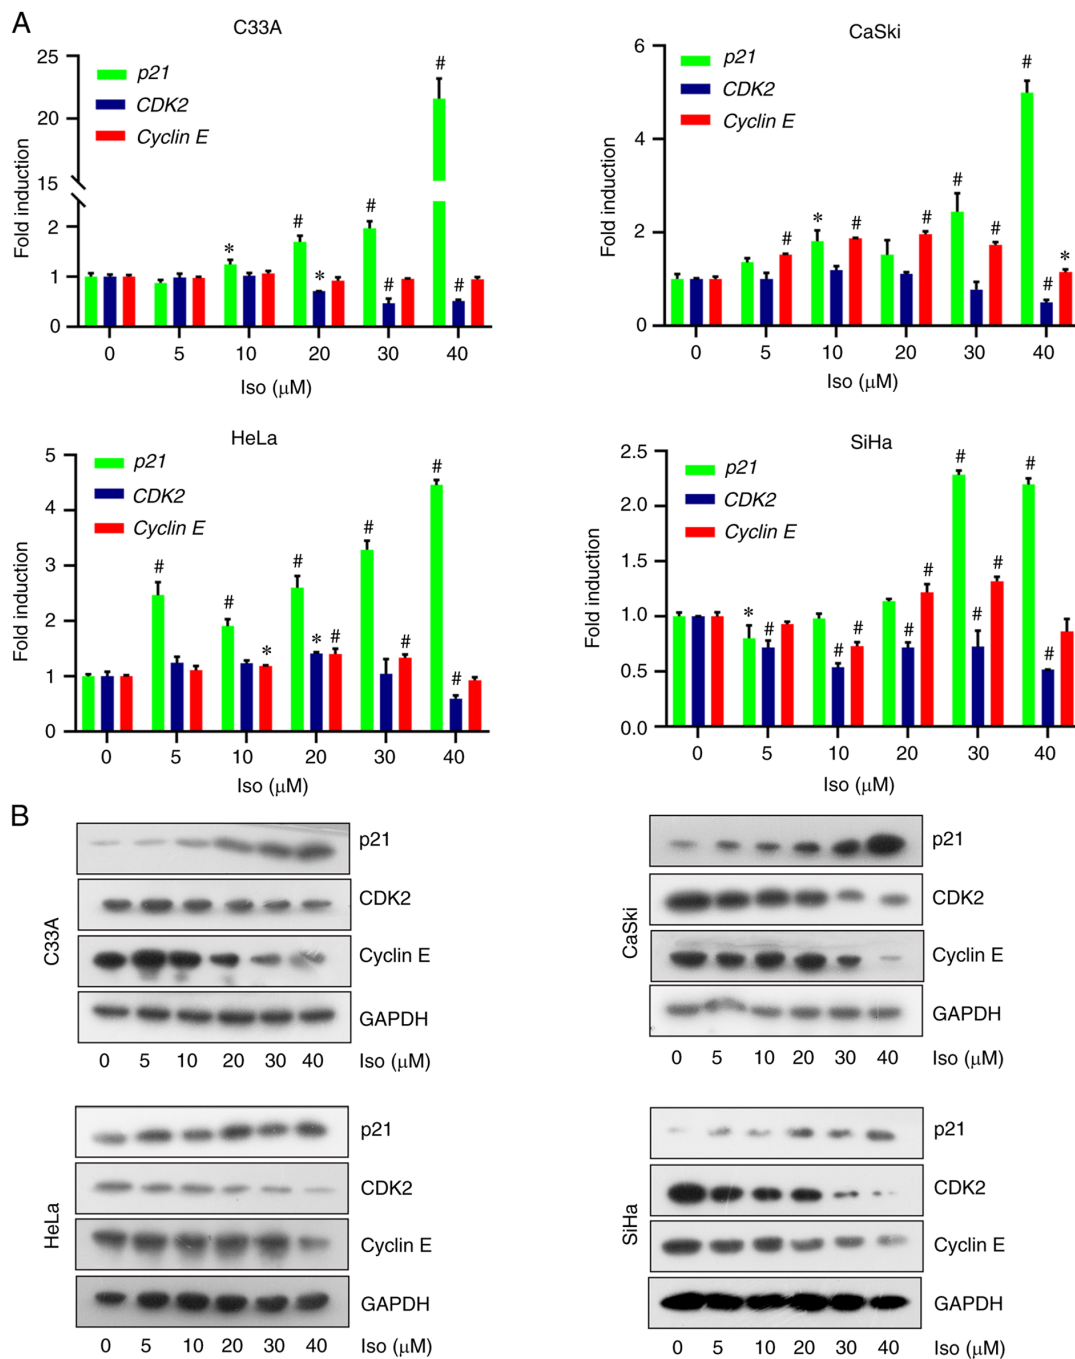 A
C33A
25
20
15
2
1
0
Fold induction
p21
CDK2
Cyclin E
* # * # # # #
0 5 10 20 30 40
Iso (μM)
CaSki
6
4
2
0
Fold induction
p21
CDK2
Cyclin E
# * # # # # # # *
0 5 10 20 30 40
Iso (μM)
HeLa
5
4
3
2
1
0
Fold induction
p21
CDK2
Cyclin E
# # * # * # # # # #
0 5 10 20 30 40
Iso (μM)
SiHa
2.5
2.0
1.5
1.0
0.5
0.0
Fold induction
p21
CDK2
Cyclin E
* # # # # # # # # # #
0 5 10 20 30 40
Iso (μM)
B
C33A
p21
CDK2
Cyclin E
GAPDH
0 5 10 20 30 40 Iso (μM)
CaSki
p21
CDK2
Cyclin E
GAPDH
0 5 10 20 30 40 Iso (μM)
HeLa
p21
CDK2
Cyclin E
GAPDH
0 5 10 20 30 40 Iso (μM)
SiHa
p21
CDK2
Cyclin E
GAPDH
0 5 10 20 30 40 Iso (μM)